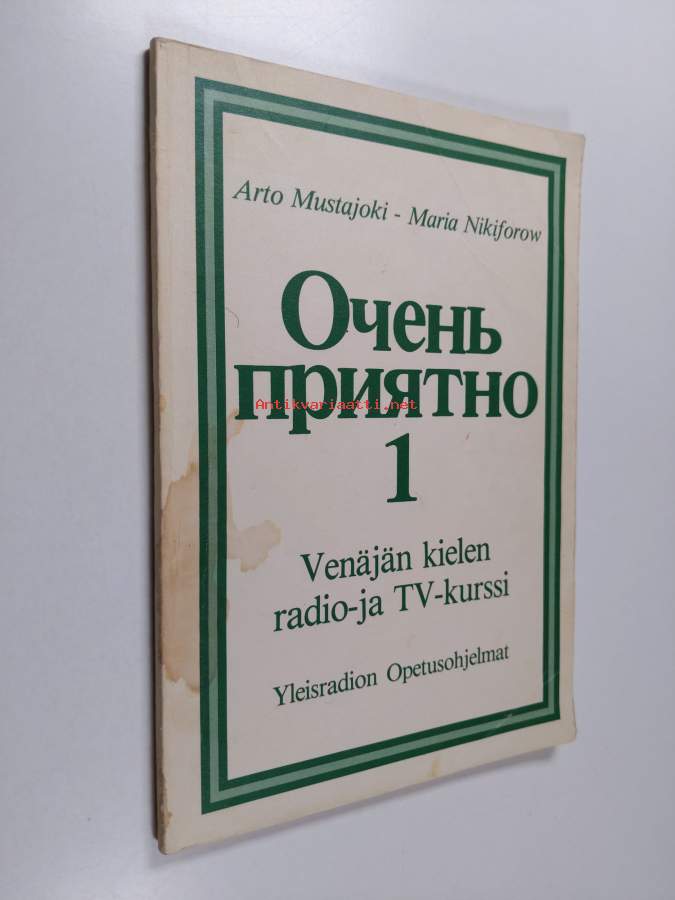 Arto Mustajoki - Maria Nikiforow
Очень
приятно
Antikvariaatti.net
1
Venäjän kielen
radio-ja TV-kurssi
Yleisradion Opetusohjelmat